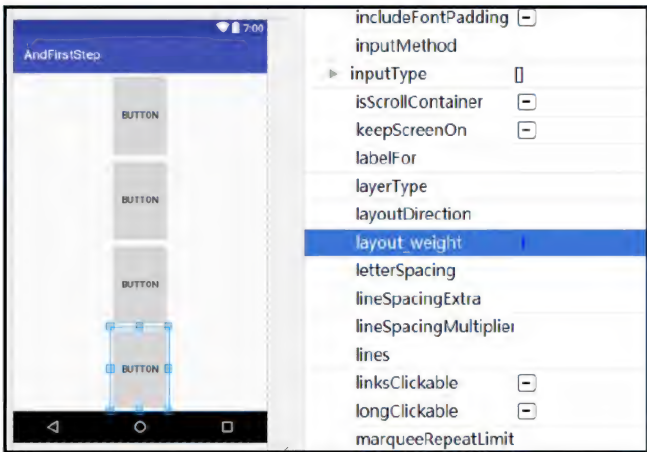 7:00
AndFirstStep
BUTTON
BUTTON
BUTTON
BUTTON
includeFontPadding
inputMethod
inputType []
isScrollContainer
keepScreenOn
labelFor
layerType
layoutDirection
layout_weight
letterSpacing
lineSpacingExtra
lineSpacingMultiplier
lines
linksClickable
longClickable
marqueeRepeatLimit